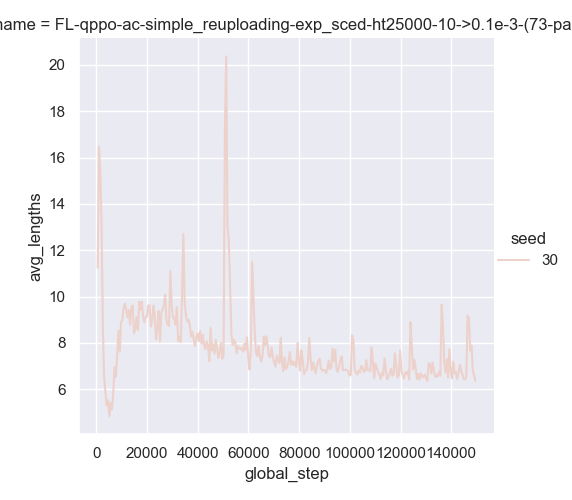 name = FL-qppo-ac-simple_reuploading-exp_sced-ht25000-10->0.1e-3-(73-pa
20
18
16
14
12
10
8
6
avg_lengths
0 20000 40000 60000 80000 100000 120000 140000
global_step
seed
30